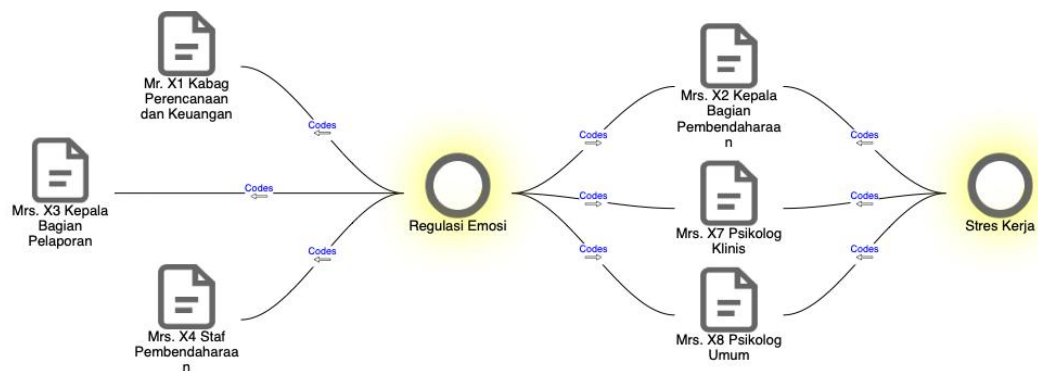 Mr. X1 Kabag
Perencanaan
dan Keuangan
Codes
Mrs. X3 Kepala
Bagian
Pelaporan
Codes
Mrs. X4 Staf
Pembendaharaa
n
Codes
Regulasi Emosi
Codes
Mrs. X2 Kepala
Bagian
Pembendaharaa
n
Codes
Codes
Mrs. X7 Psikolog
Klinis
Codes
Codes
Mrs. X8 Psikolog
Umum
Codes
Stres Kerja